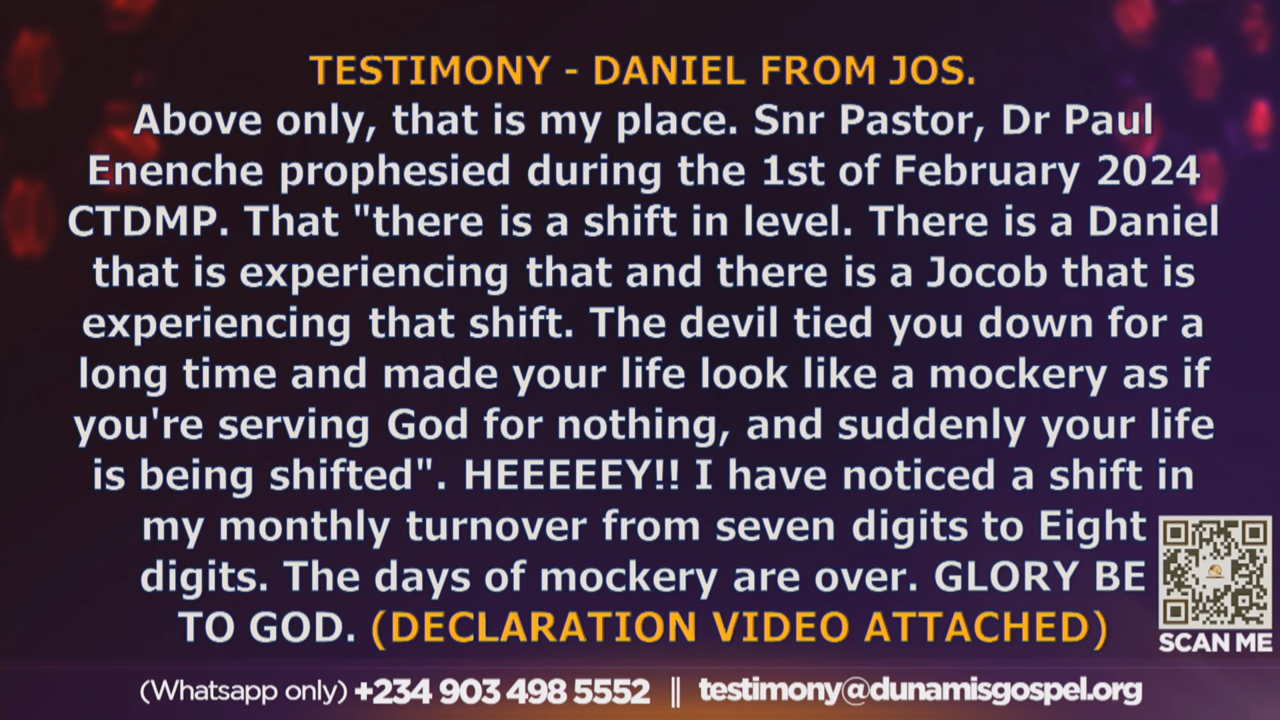 TESTIMONY - DANIEL FROM JOS.
Above only, that is my place. Snr Pastor, Dr Paul
Enenche prophesied during the 1st of February 2024
CTDMP. That "there is a shift in level. There is a Daniel
that is experiencing that and there is a Jocob that is
experiencing that shift. The devil tied you down for a
long time and made your life look like a mockery as if
you're serving God for nothing, and suddenly your life
is being shifted". HEEEEEY!! I have noticed a shift in
my monthly turnover from seven digits to Eight
digits. The days of mockery are over. GLORY BE
TO GOD. (DECLARATION VIDEO ATTACHED)
SCAN ME
(Whatsapp only) +234 903 498 5552 || testimony@dunamisgospel.org